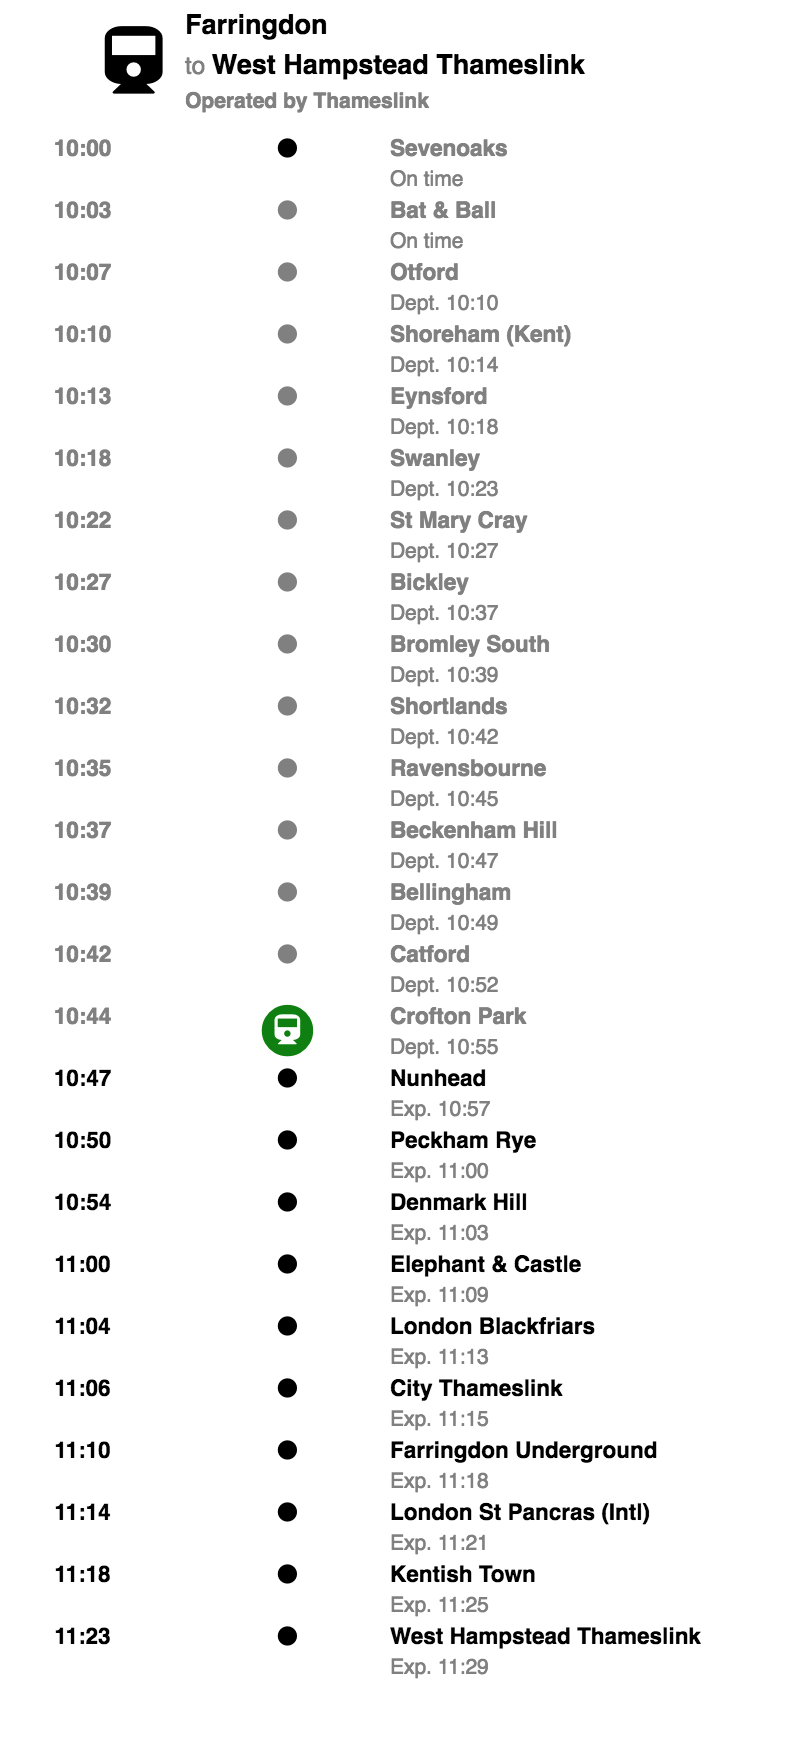 Farringdon
to West Hampstead Thameslink
Operated by Thameslink
10:00 Sevenoaks
On time
10:03 Bat & Ball
On time
10:07 Otford
Dept. 10:10
10:10 Shoreham (Kent)
Dept. 10:14
10:13 Eynsford
Dept. 10:18
10:18 Swanley
Dept. 10:23
10:22 St Mary Cray
Dept. 10:27
10:27 Bickley
Dept. 10:37
10:30 Bromley South
Dept. 10:39
10:32 Shortlands
Dept. 10:42
10:35 Ravensbourne
Dept. 10:45
10:37 Beckenham Hill
Dept. 10:47
10:39 Bellingham
Dept. 10:49
10:42 Catford
Dept. 10:52
10:44 Crofton Park
Dept. 10:55
10:47 Nunhead
Exp. 10:57
10:50 Peckham Rye
Exp. 11:00
10:54 Denmark Hill
Exp. 11:03
11:00 Elephant & Castle
Exp. 11:09
11:04 London Blackfriars
Exp. 11:13
11:06 City Thameslink
Exp. 11:15
11:10 Farringdon Underground
Exp. 11:18
11:14 London St Pancras (Intl)
Exp. 11:21
11:18 Kentish Town
Exp. 11:25
11:23 West Hampstead Thameslink
Exp. 11:29